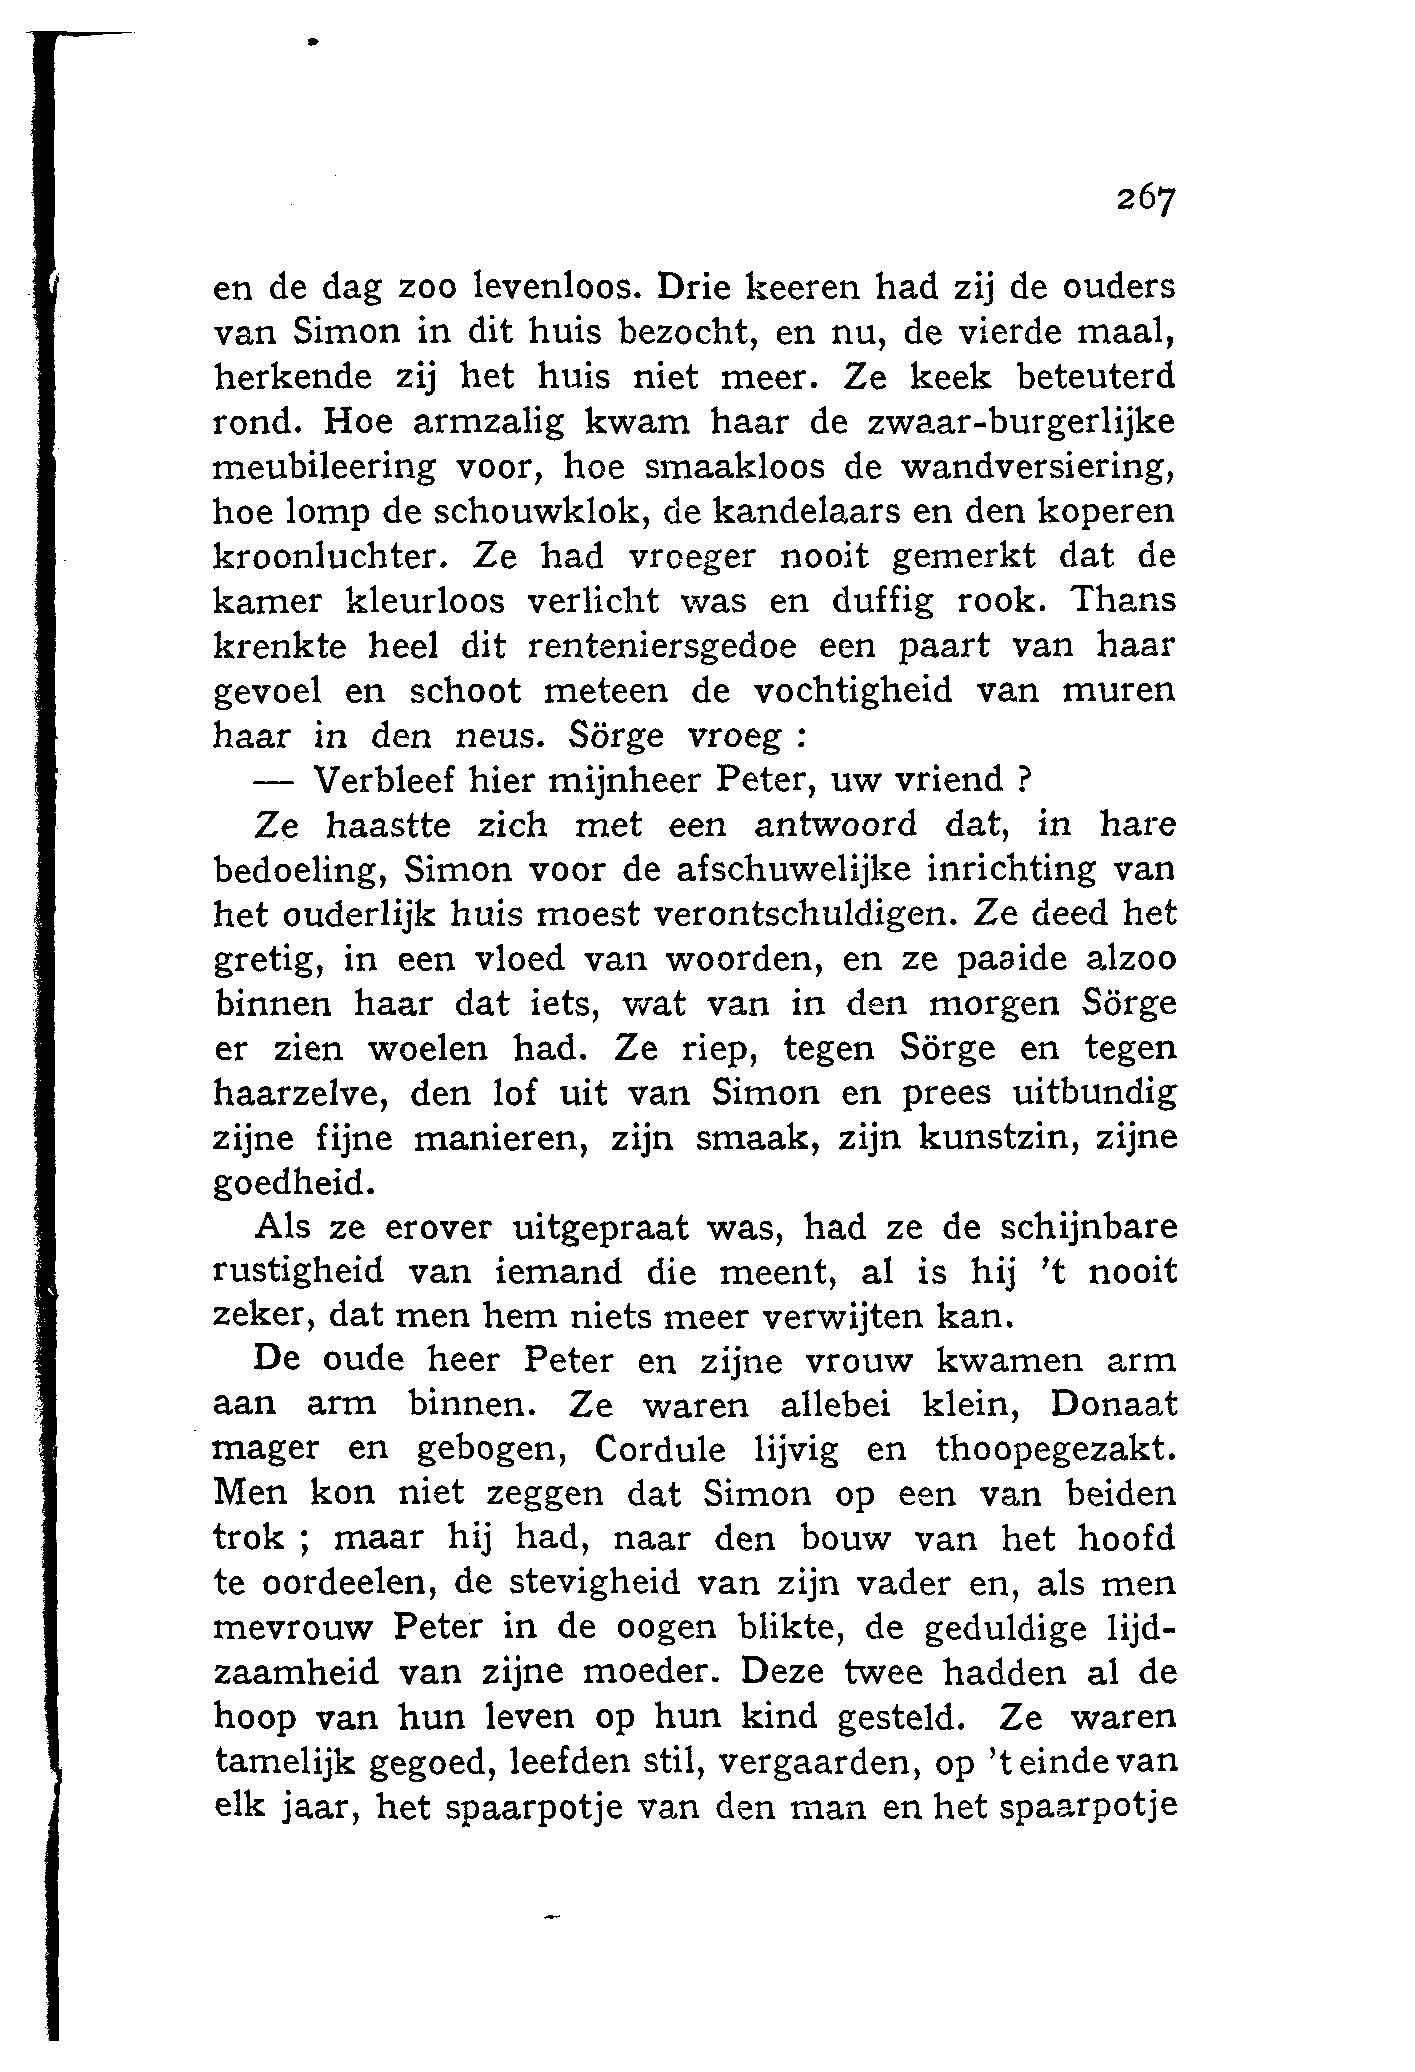 267
en de dag zoo levenloos. Drie keeren had zij de ouders
van Simon in dit huis bezocht, en nu, de vierde maal,
herkende zij het huis niet meer. Ze keek beteuterd
rond. Hoe armzalig kwam haar de zwaar-burgerlijke
meubileering voor, hoe smaakloos de wandversiering,
hoe lomp de schouwklok, de kandelaars en den koperen
kroonluchter. Ze had vroeger nooit gemerkt dat de
kamer kleurloos verlicht was en duffig rook. Thans
krenkte heel dit renteniersgedoe een paart van haar
gevoel en schoot meteen de vochtigheid van muren
haar in den neus. Sörge vroeg :
— Verbleef hier mijnheer Peter, uw vriend ?
Ze haastte zich met een antwoord dat, in hare
bedoeling, Simon voor de afschuwelijke inrichting van
het ouderlijk huis moest verontschuldigen. Ze deed het
gretig, in een vloed van woorden, en ze paaide alzoo
binnen haar dat iets, wat van in den morgen Sörge
er zien woelen had. Ze riep, tegen Sörge en tegen
haarzelve, den lof uit van Simon en prees uitbundig
zijne fijne manieren, zijn smaak, zijn kunstzin, zijne
goedheid.
Als ze erover uitgepraat was, had ze de schijnbare
rustigheid van iemand die meent, al is hij 't nooit
zeker, dat men hem niets meer verwijten kan.
De oude heer Peter en zijne vrouw kwamen arm
aan arm binnen. Ze waren allebei klein, Donaat
mager en gebogen, Cordule lijvig en thoopegezakt.
Men kon niet zeggen dat Simon op een van beiden
trok ; maar hij had, naar den bouw van het hoofd
te oordeelen, de stevigheid van zijn vader en, als men
mevrouw Peter in de oogen blikte, de geduldige lijd-
zaamheid van zijne moeder. Deze twee hadden al de
hoop van hun leven op hun kind gesteld. Ze waren
tamelijk gegoed, leefden stil, vergaarden, op 't einde van
elk jaar, het spaarpotje van den man en het spaarpotje